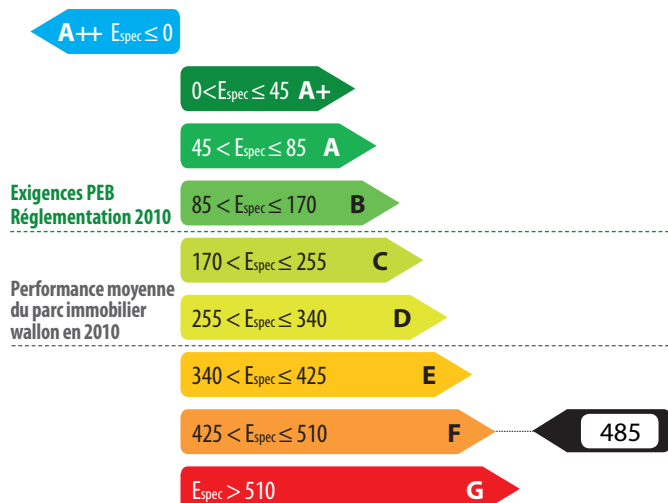 A++ Espec ≤ 0
0 < Espec ≤ 45 A+
45 < Espec ≤ 85 A
Exigences PEB
Réglementation 2010
85 < Espec ≤ 170 B
170 < Espec ≤ 255 C
Performance moyenne
du parc immobilier
wallon en 2010
255 < Espec ≤ 340 D
340 < Espec ≤ 425 E
425 < Espec ≤ 510 F 485
Espec > 510 G